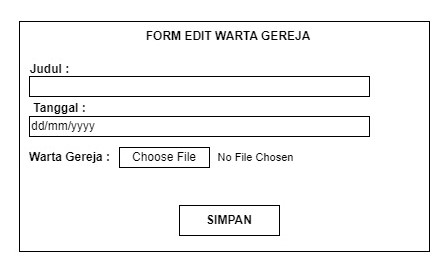 FORM EDIT WARTA GEREJA
Judul :
Tanggal :
dd/mm/yyyy
Warta Gereja : Choose File No File Chosen
SIMPAN